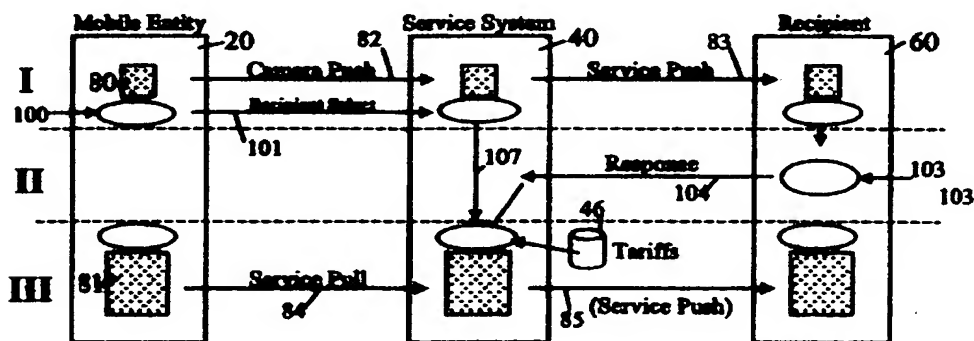 Mobile Entity Service System Recipient
20 82 40 83 60
I 80 Camera Push Service Push
100 Recipient Select
101
107 Response 103
II 104 103
46
Tariffs
III 81 Service Pull
84 85 (Service Push)